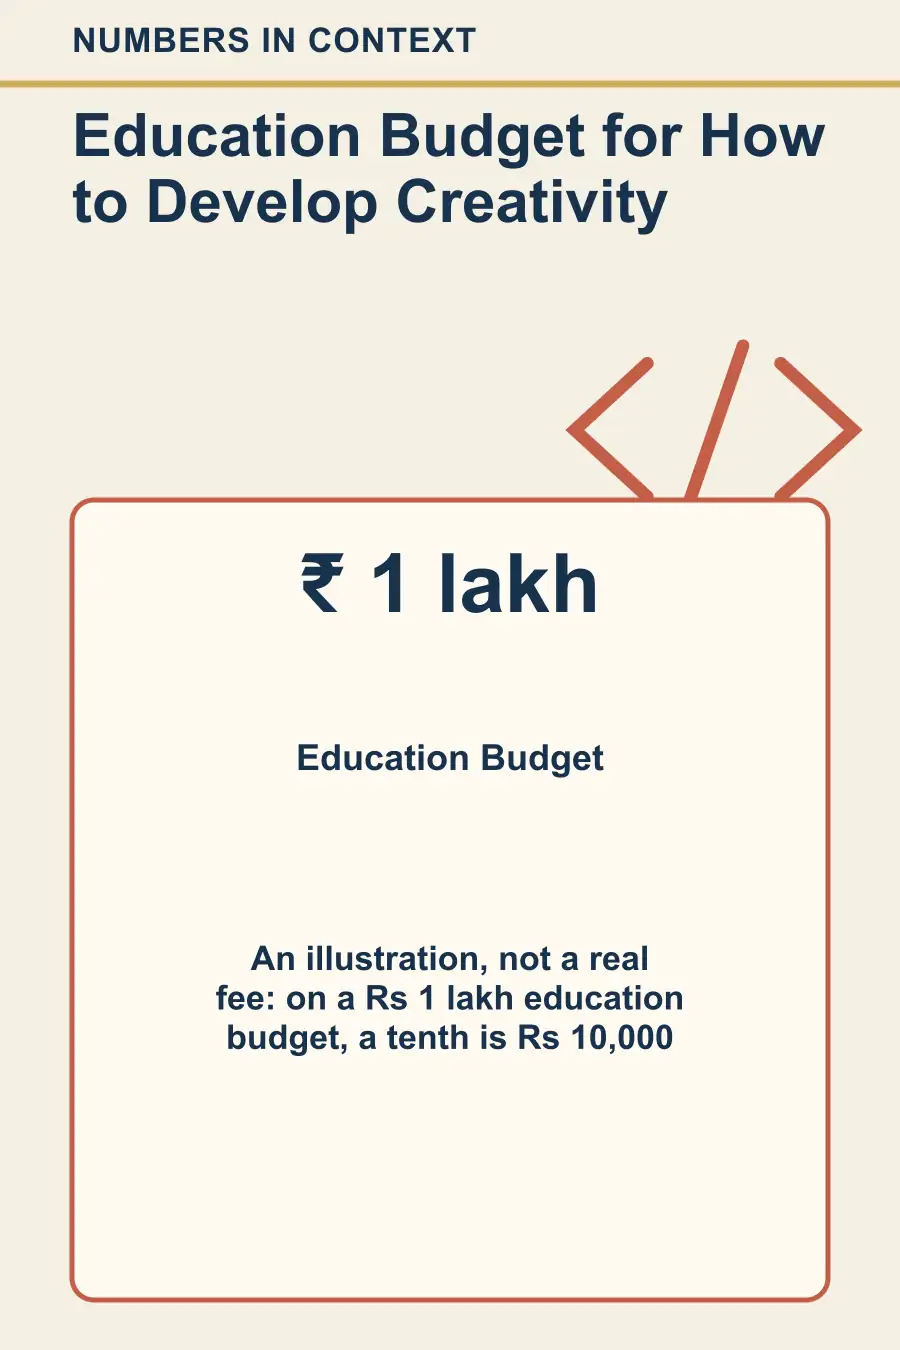 NUMBERS IN CONTEXT
Education Budget for How
to Develop Creativity
₹ 1 lakh
Education Budget
An illustration, not a real
fee: on a Rs 1 lakh education
budget, a tenth is Rs 10,000